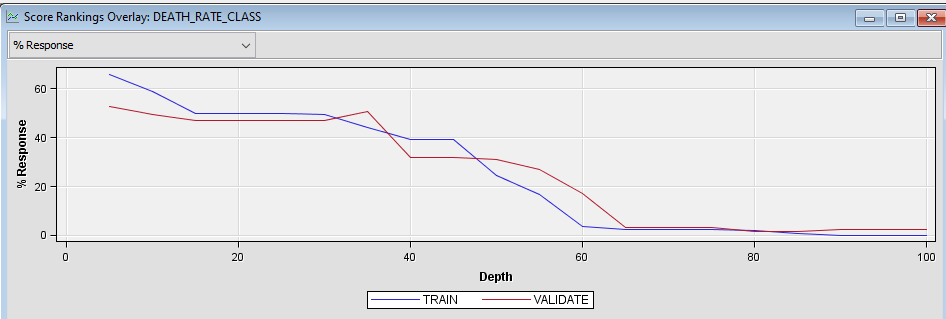 Score Rankings Overlay: DEATH_RATE_CLASS
% Response
% Response
60
40
20
0
0 20 40 60 80 100
Depth
TRAIN VALIDATE